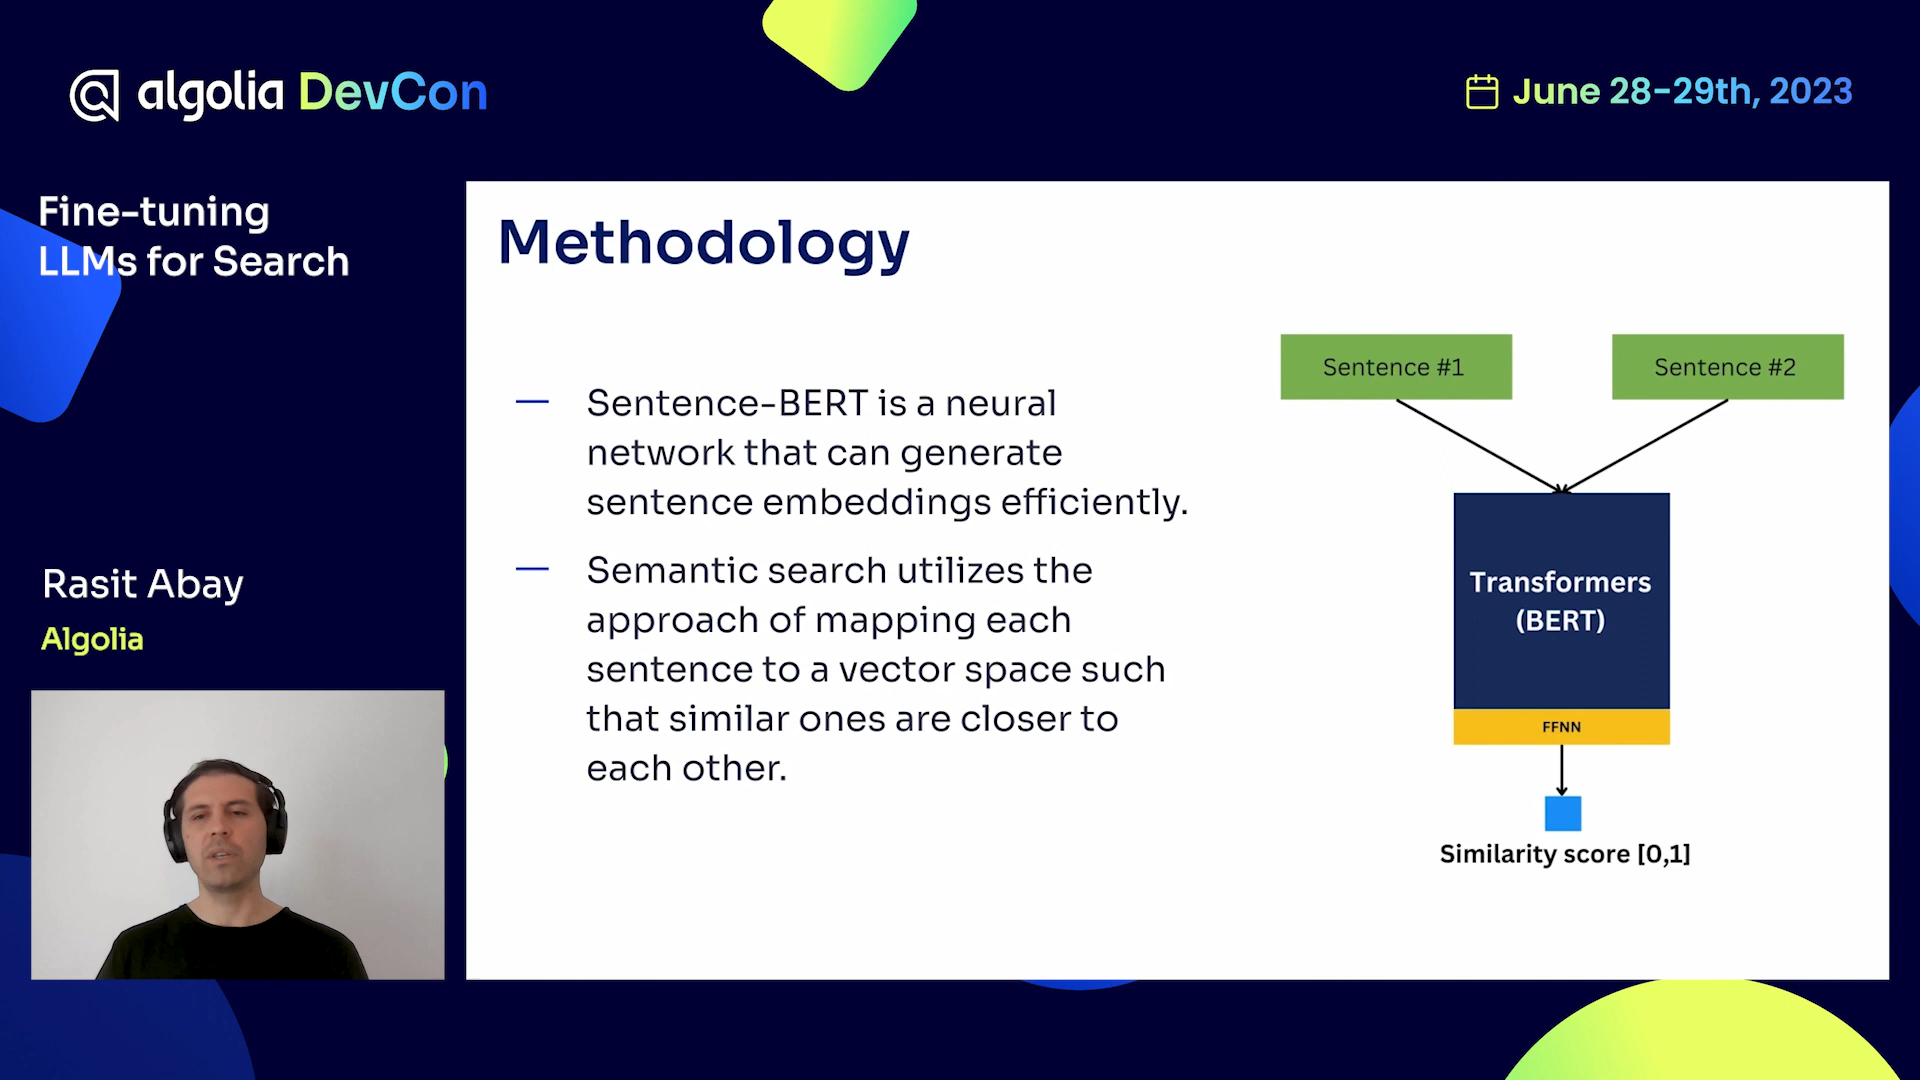 algolia DevCon
June 28-29th, 2023
Fine-tuning
LLMs for Search
Rasit Abay
Algolia
Methodology
— Sentence-BERT is a neural
network that can generate
sentence embeddings efficiently.
— Semantic search utilizes the
approach of mapping each
sentence to a vector space such
that similar ones are closer to
each other.
Sentence #1
Sentence #2
Transformers
(BERT)
FFNN
Similarity score [0,1]